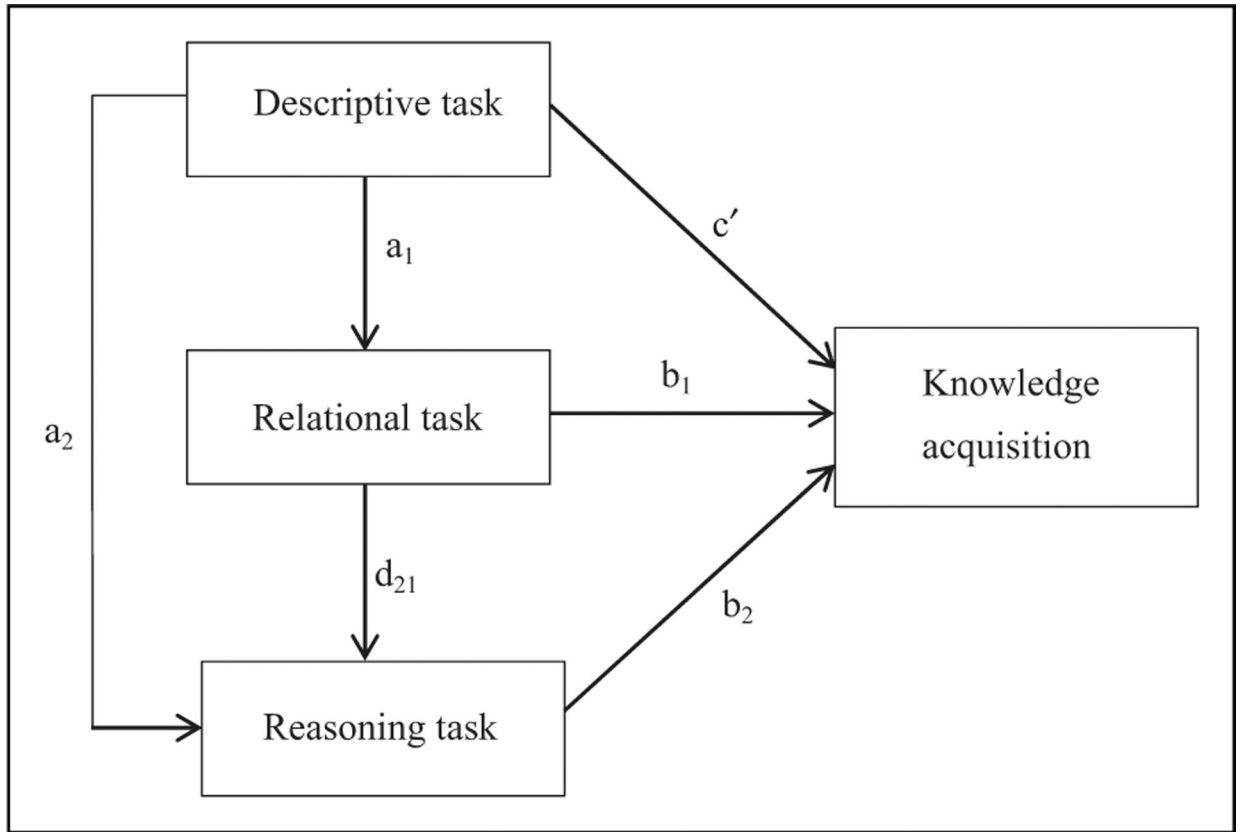 Descriptive task
c′
a₁
Knowledge
acquisition
b₁
Relational task
a₂
d₂₁
b₂
Reasoning task